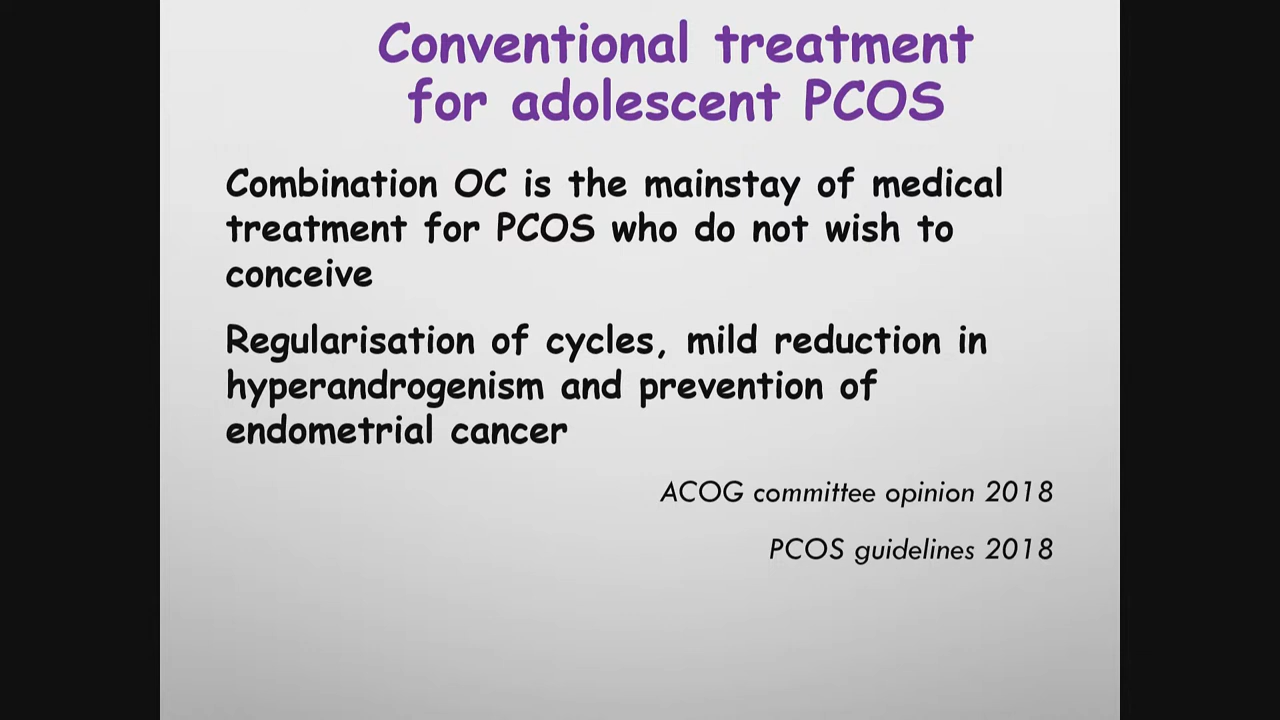 Conventional treatment
for adolescent PCOS
Combination OC is the mainstay of medical
treatment for PCOS who do not wish to
conceive
Regularisation of cycles, mild reduction in
hyperandrogenism and prevention of
endometrial cancer
ACOG committee opinion 2018
PCOS guidelines 2018